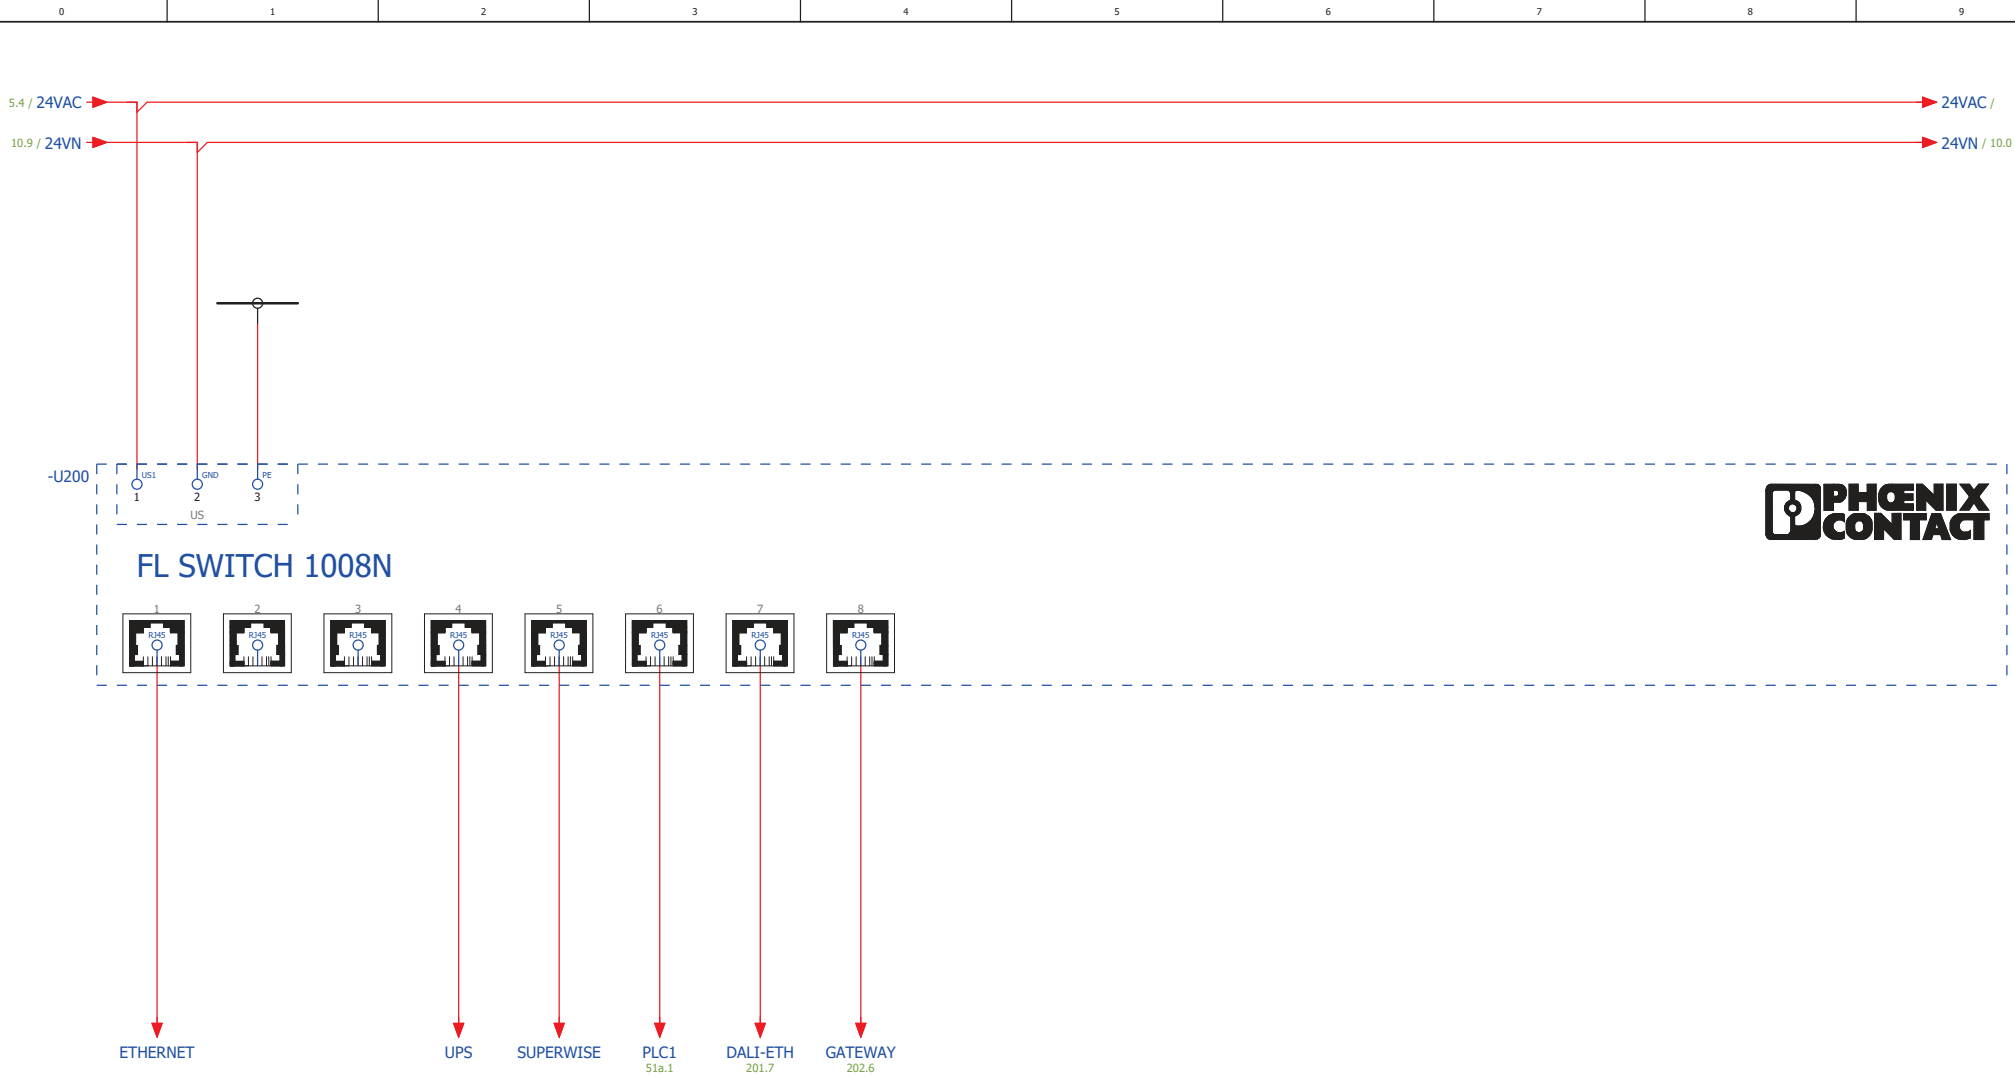 0 1 2 3 4 5 6 7 8 9
5.4 / 24VAC 24VAC /
10.9 / 24VN 24VN / 10.0
-U200 US1 GND PE
1 2 3
US
PHŒNIX
CONTACT
FL SWITCH 1008N
1 2 3 4 5 6 7 8
RJ45 RJ45 RJ45 RJ45 RJ45 RJ45 RJ45 RJ45
ETHERNET UPS SUPERWISE PLC1 DALI-ETH GATEWAY
51a.1 201.7 202.6